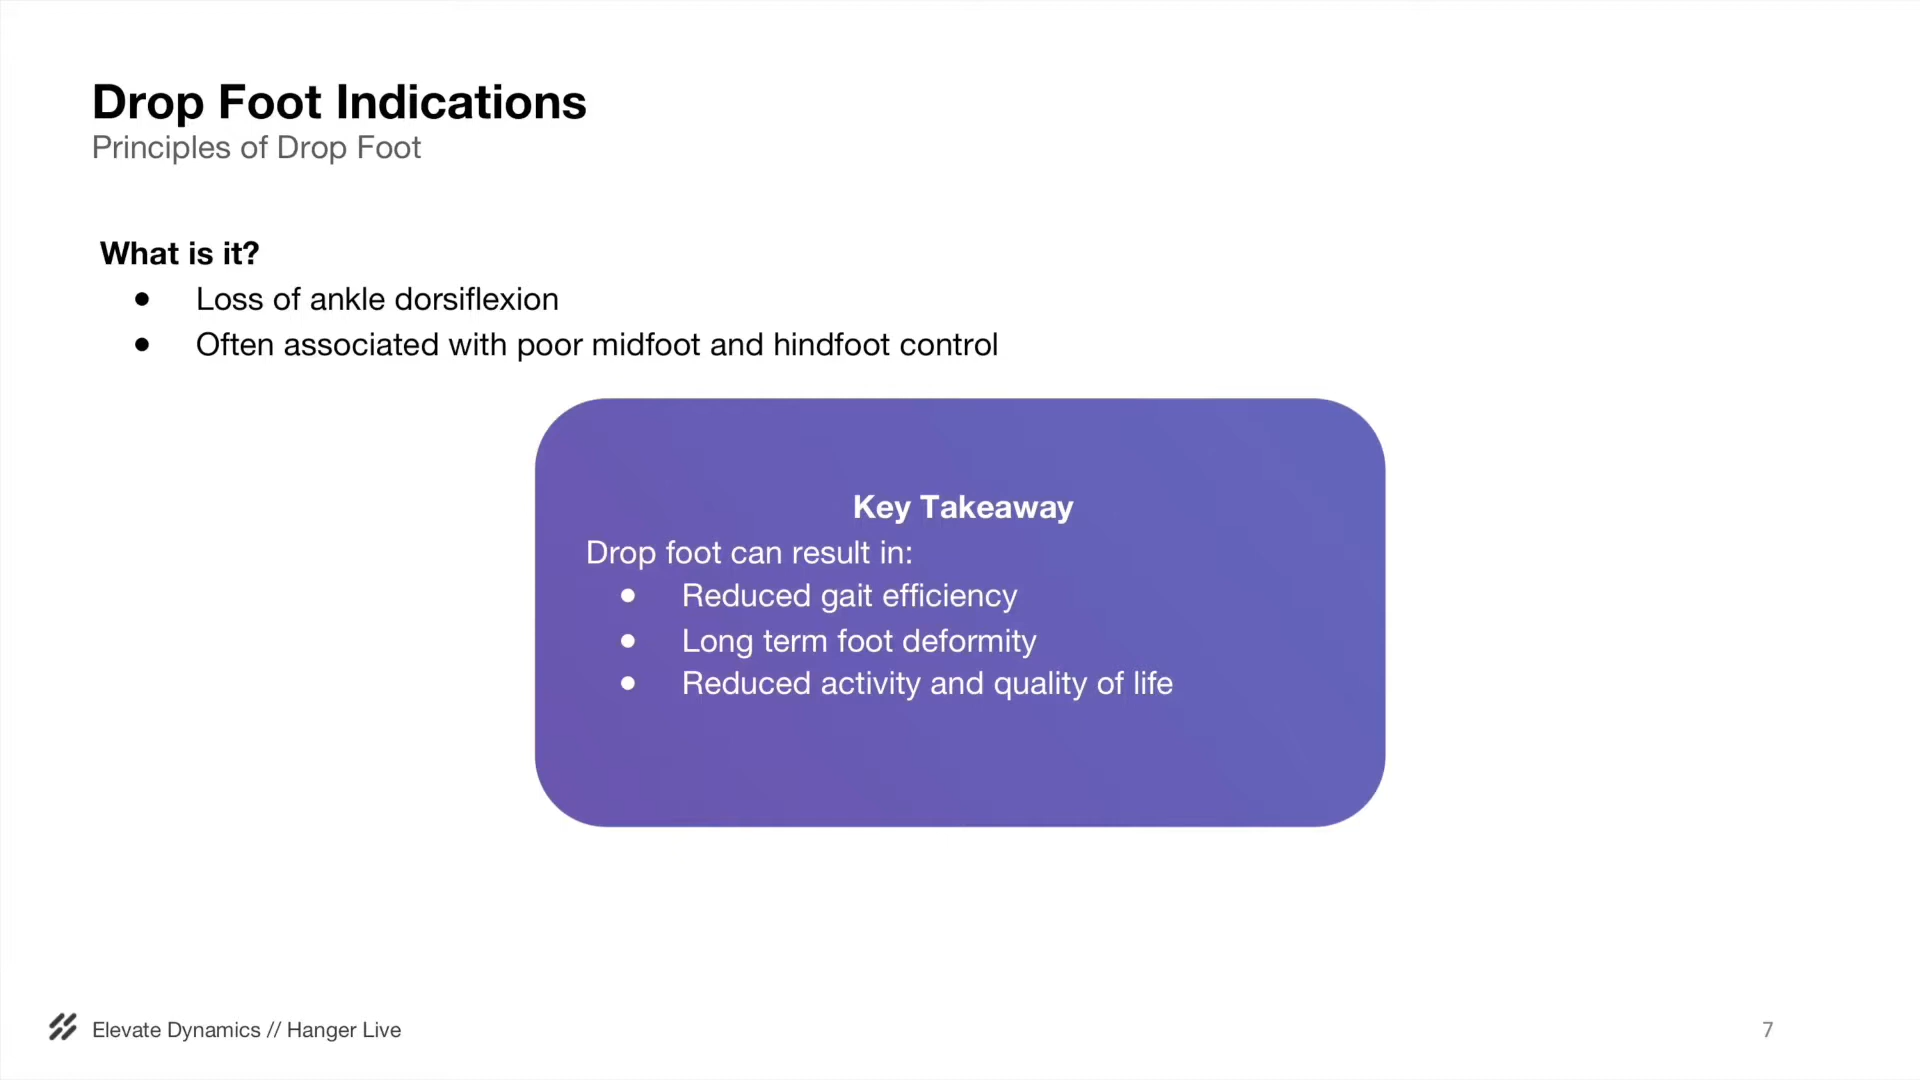 Drop Foot Indications
Principles of Drop Foot
What is it?
● Loss of ankle dorsiflexion
● Often associated with poor midfoot and hindfoot control
Key Takeaway
Drop foot can result in:
● Reduced gait efficiency
● Long term foot deformity
● Reduced activity and quality of life
Elevate Dynamics // Hanger Live
7